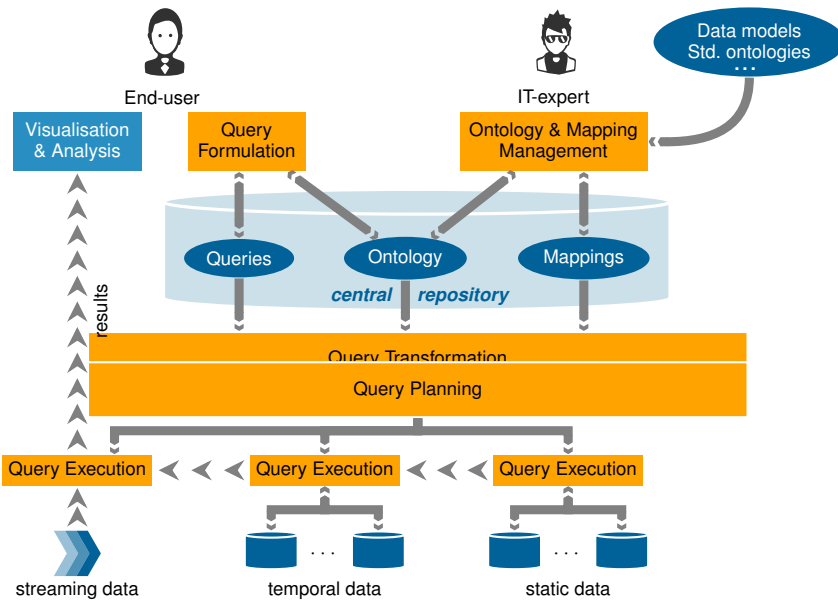 Data models
Std. ontologies
...
End-user
IT-expert
Visualisation
& Analysis
Query
Formulation
Ontology & Mapping
Management
Queries
Ontology
Mappings
central repository
results
Query Transformation
Query Planning
Query Execution
Query Execution
Query Execution
...
...
streaming data
temporal data
static data